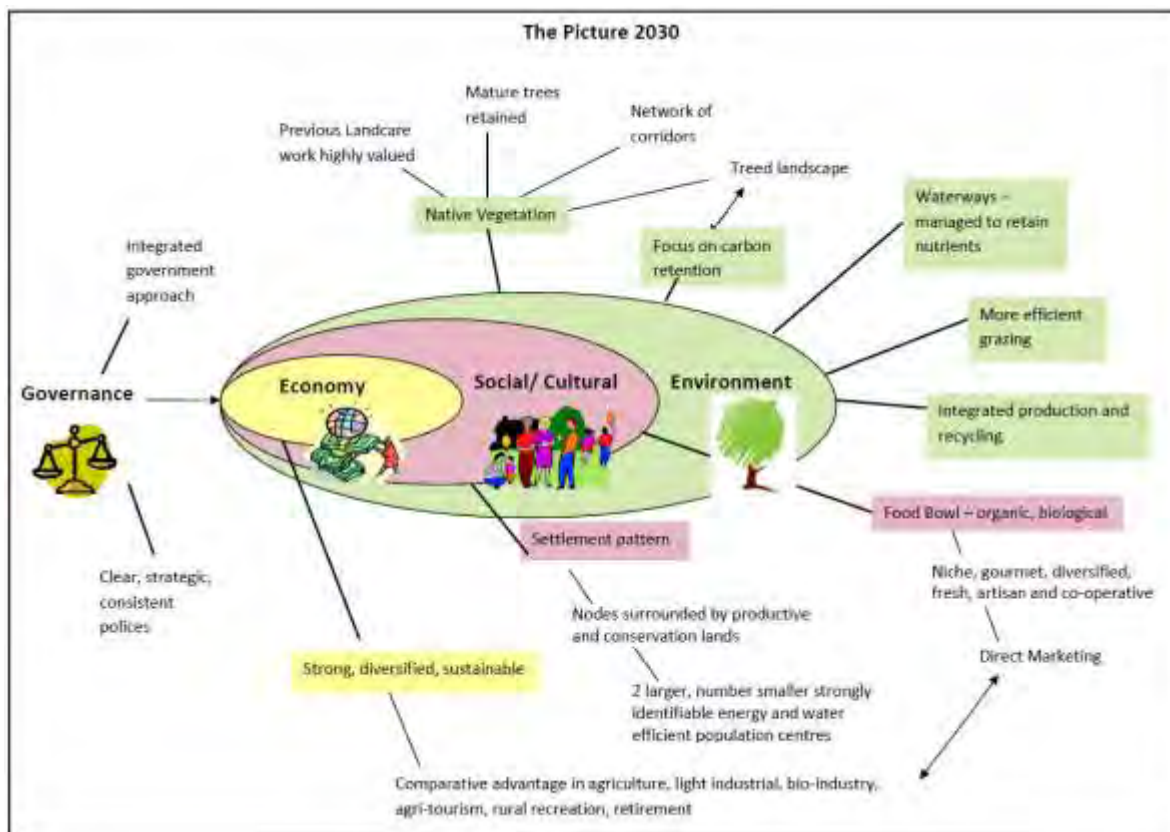 The Picture 2030
Mature trees
retained
Network of
corridors
Previous Landcare
work highly valued
Treed landscape
Native Vegetation
Waterways –
managed to retain
nutrients
Integrated
government
approach
Focus on carbon
retention
More efficient
grazing
Governance
Economy
Social/ Cultural
Environment
Integrated production and
recycling
Food Bowl – organic, biological
Settlement pattern
Clear, strategic,
consistent
polices
Niche, gourmet, diversified,
fresh, artisan and co-operative
Nodes surrounded by productive
and conservation lands
Direct Marketing
Strong, diversified, sustainable
2 larger, number smaller strongly
identifiable energy and water
efficient population centres
Comparative advantage in agriculture, light industrial, bio-industry,
agri-tourism, rural recreation, retirement